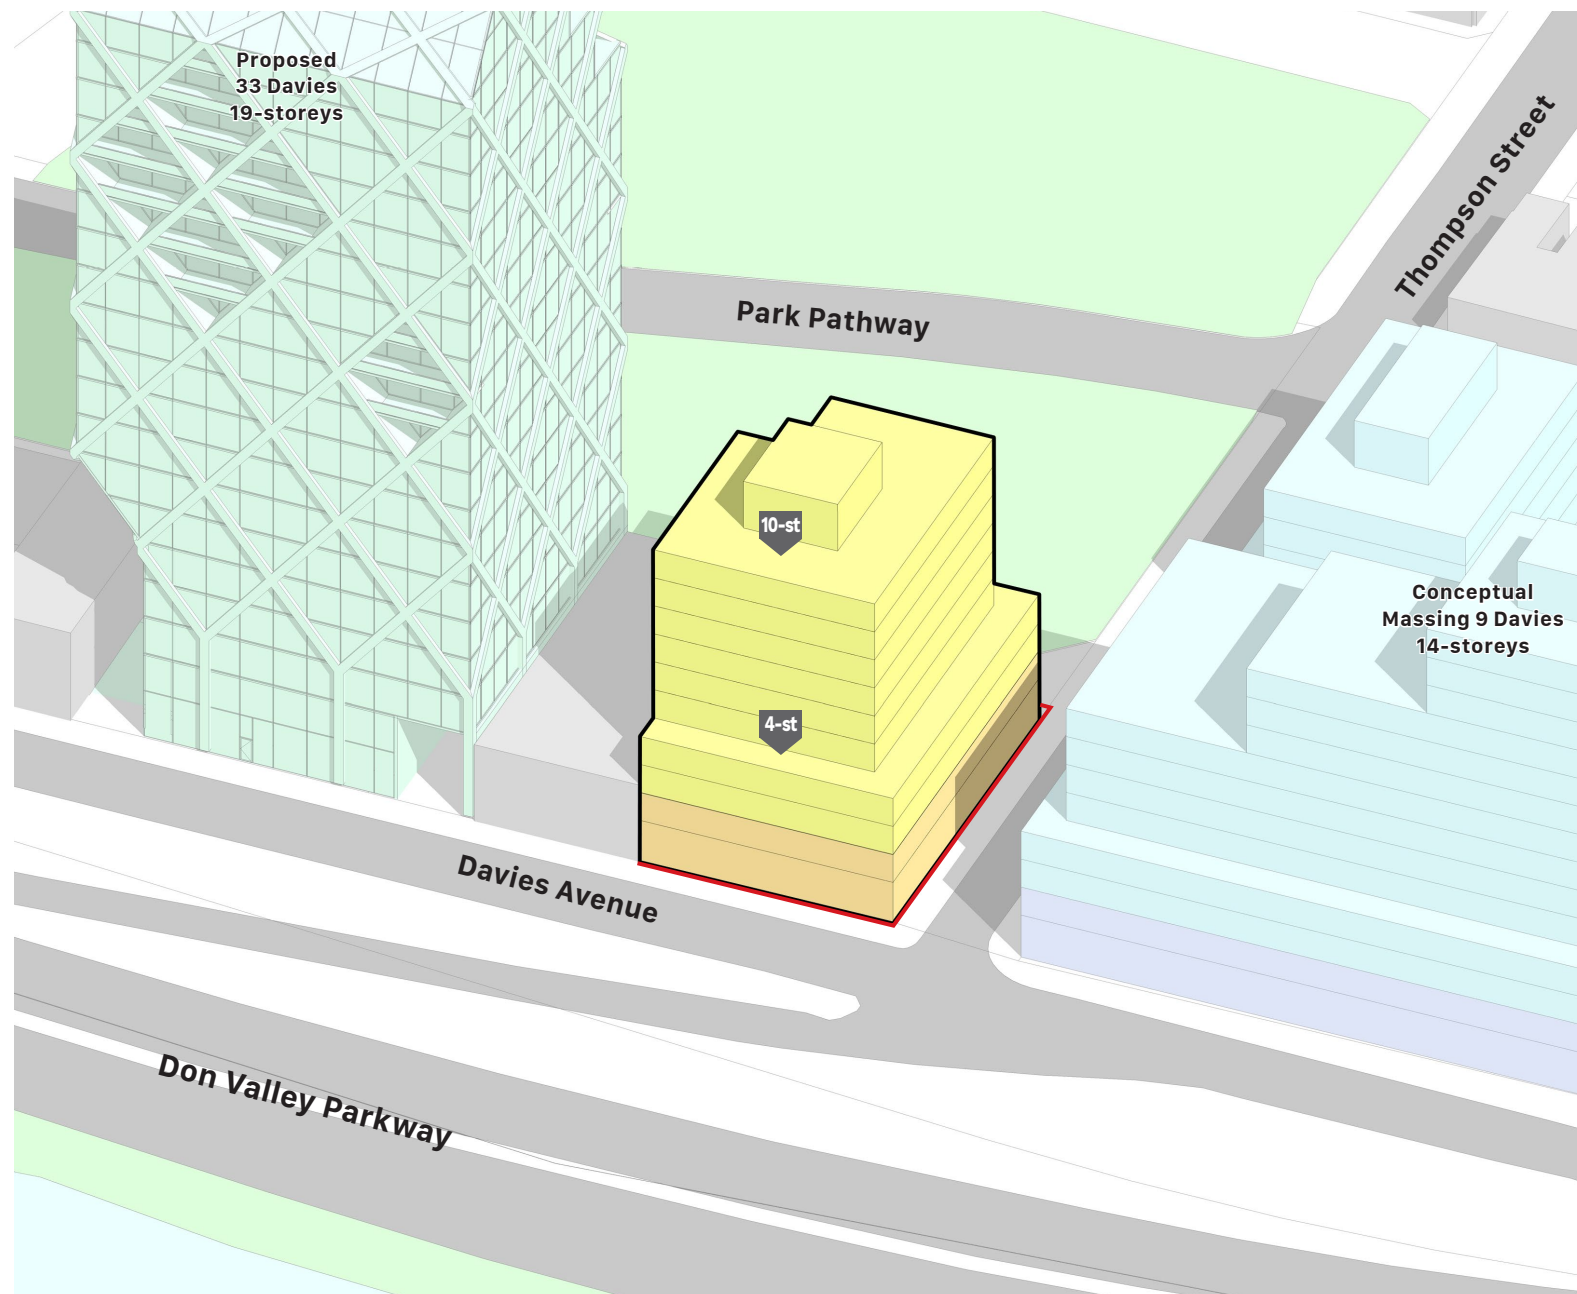 Proposed
33 Davies
19-storeys
Thompson Street
Park Pathway
10-st
Conceptual
Massing 9 Davies
14-storeys
4-st
Davies Avenue
Don Valley Parkway